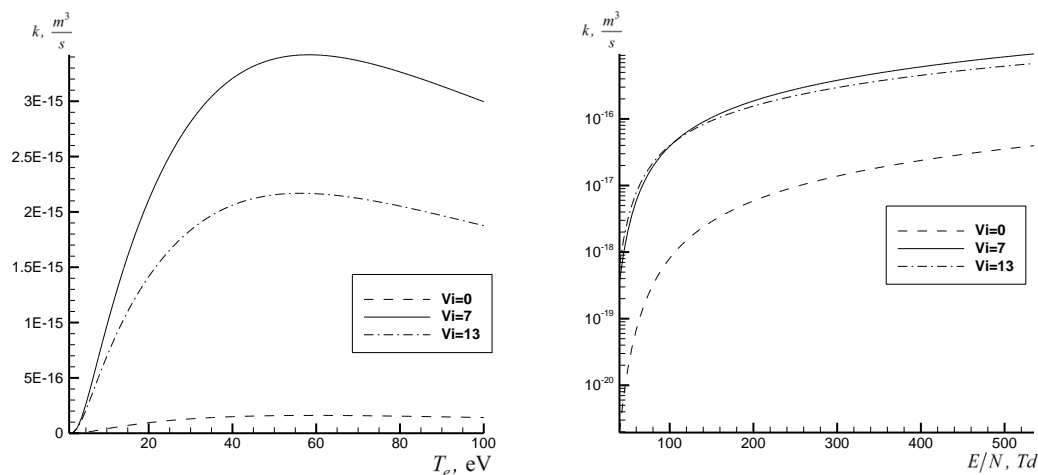 k, m³/s
3E-15
2.5E-15
2E-15
1.5E-15
1E-15
5E-16
0
20 40 60 80 100
Vi=0
Vi=7
Vi=13
T_e, eV
k, m³/s
10⁻¹⁶
10⁻¹⁷
10⁻¹⁸
10⁻¹⁹
10⁻²⁰
100 200 300 400 500
Vi=0
Vi=7
Vi=13
E/N, Td